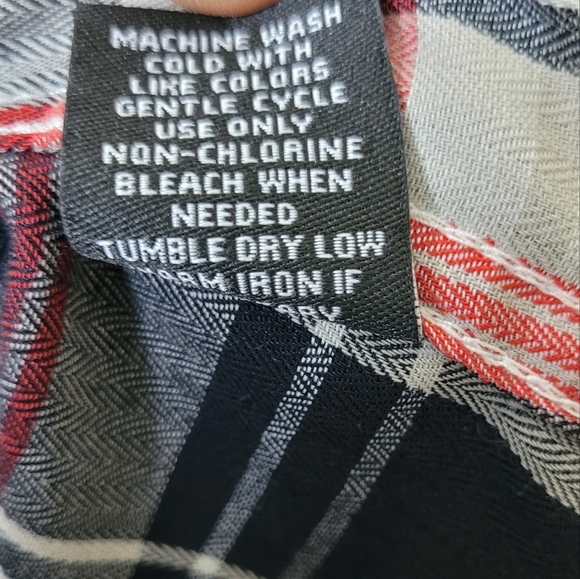 MACHINE WASH
COLD WITH
LIKE COLORS
GENTLE CYCLE
USE ONLY
NON-CHLORINE
BLEACH WHEN
NEEDED
TUMBLE DRY LOW
WARM IRON IF